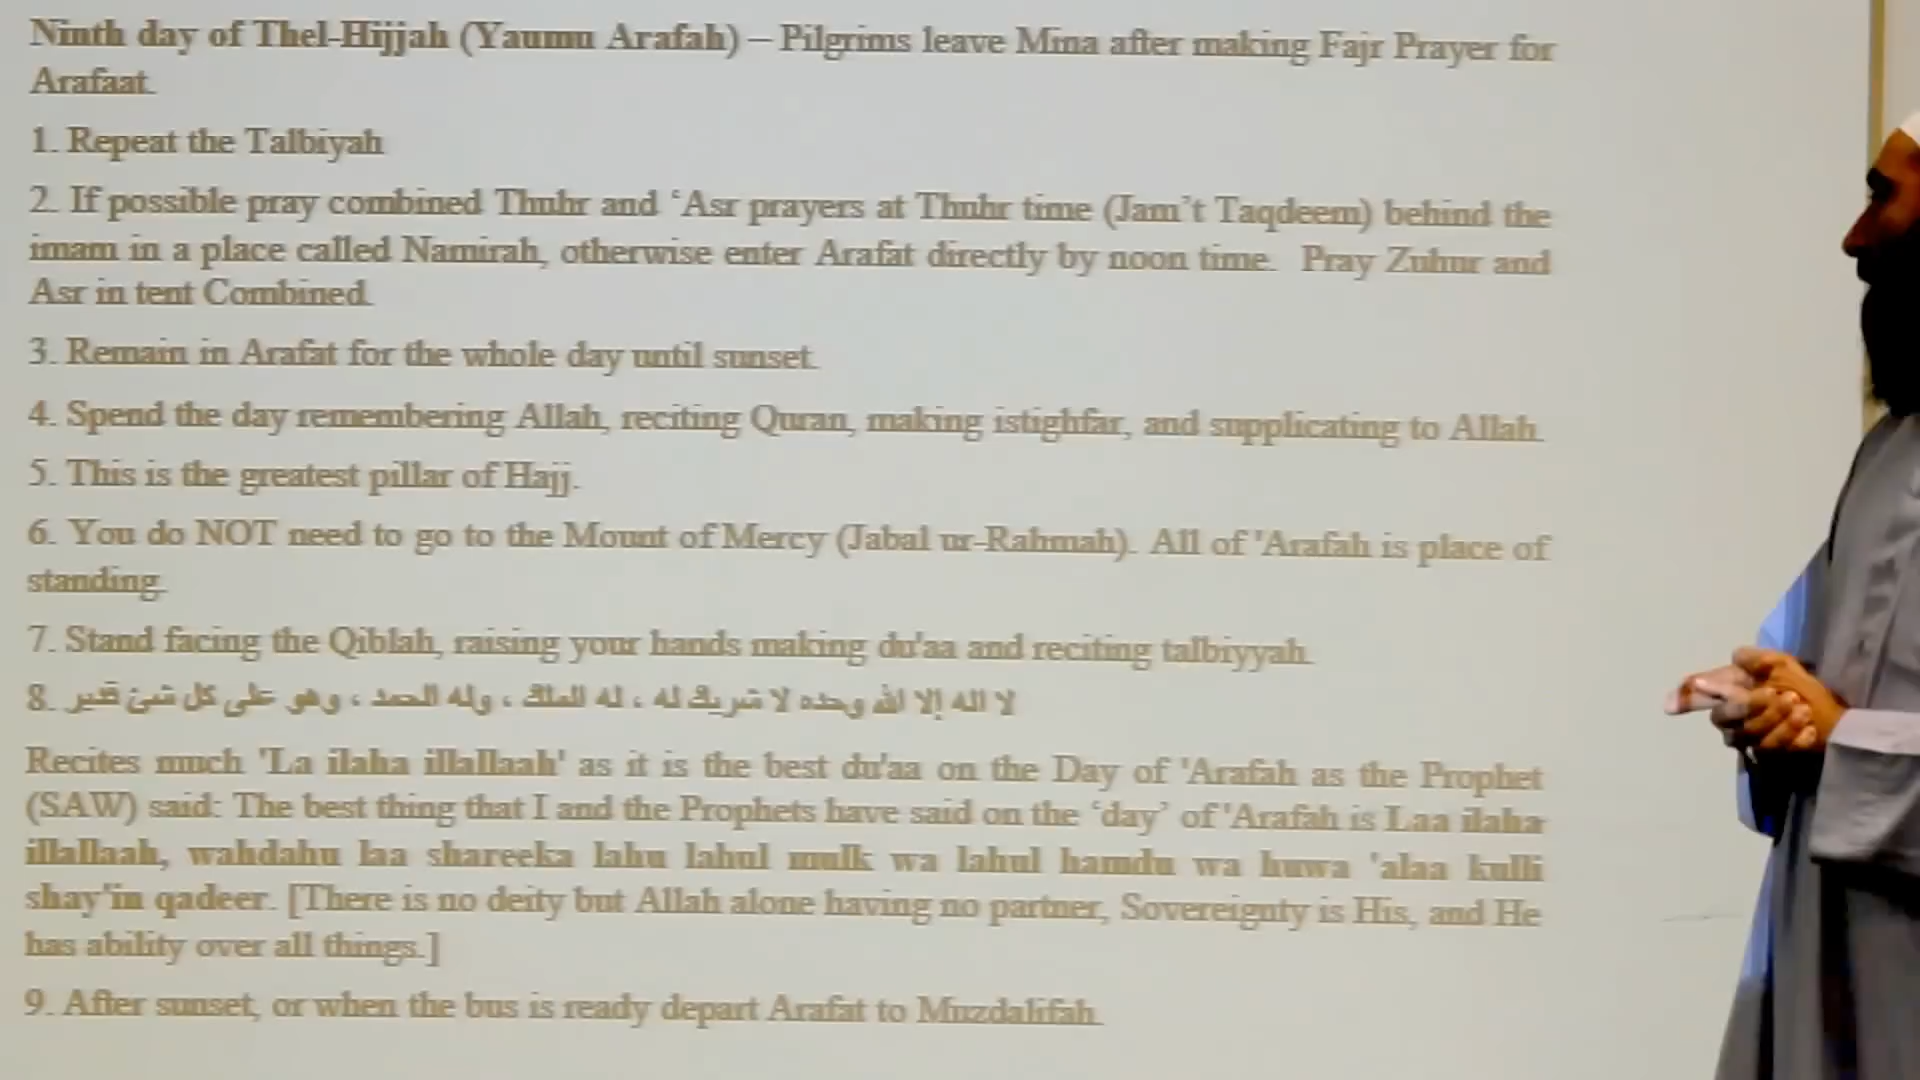 Ninth day of Thel-Hijjah (Yaumu Arafah) – Pilgrims leave Mina after making Fajr Prayer for
Arafaat.
1. Repeat the Talbiyah
2. If possible pray combined Thuhr and ‘Asr prayers at Thuhr time (Jam’t Taqdeem) behind the
imam in a place called Namirah, otherwise enter Arafat directly by noon time. Pray Zuhur and
Asr in tent Combined.
3. Remain in Arafat for the whole day until sunset.
4. Spend the day remembering Allah, reciting Quran, making istighfar, and supplicating to Allah.
5. This is the greatest pillar of Hajj.
6. You do NOT need to go to the Mount of Mercy (Jabal ur-Rahmah). All of 'Arafah is place of
standing.
7. Stand facing the Qiblah, raising your hands making du'aa and reciting talbiyyah.
8. لا اله إلا الله وحده لا شريك له ، له الملك ، وله الحمد ، وهو على كل شئ قدير
Recites much 'La ilaha illallaah' as it is the best du'aa on the Day of 'Arafah as the Prophet
(SAW) said: The best thing that I and the Prophets have said on the ‘day’ of 'Arafah is Laa ilaha
illallaah, wahdahu laa shareeka lahu lahul mulk wa lahul hamdu wa huwa 'alaa kulli
shay'in qadeer. [There is no deity but Allah alone having no partner, Sovereignty is His, and He
has ability over all things.]
9. After sunset, or when the bus is ready depart Arafat to Muzdalifah.